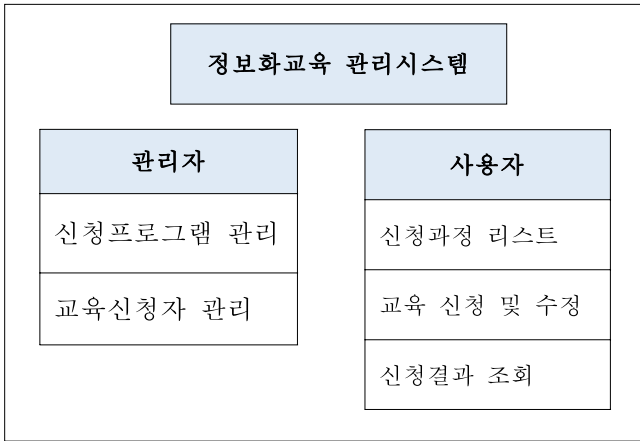 정보화교육 관리시스템
관리자
신청프로그램 관리
교육신청자 관리
사용자
신청과정 리스트
교육 신청 및 수정
신청결과 조회